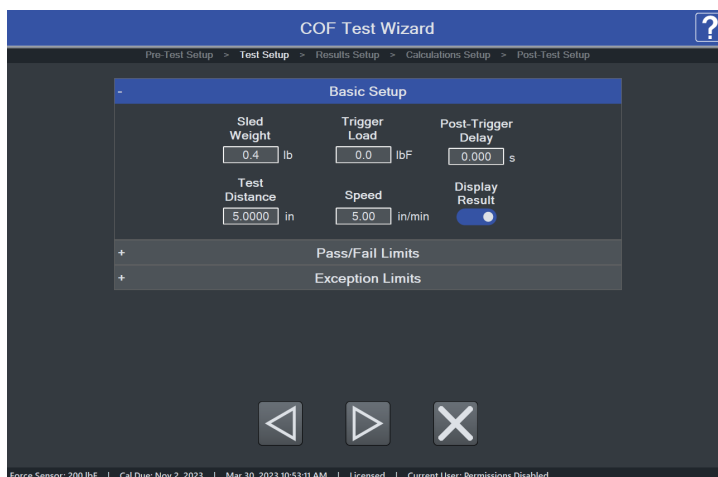 COF Test Wizard
?
Pre-Test Setup > Test Setup > Results Setup > Calculations Setup > Post-Test Setup
- Basic Setup
Sled Weight
0.4 lb
Trigger Load
0.0 lbF
Post-Trigger Delay
0.000 s
Test Distance
5.0000 in
Speed
5.00 in/min
Display Result
+ Pass/Fail Limits
+ Exception Limits
Force Sensor: 200 lbF | Cal Due: Nov 2, 2023 | Mar 30, 2023 10:53:11 AM | Licensed | Current User: Permissions Disabled